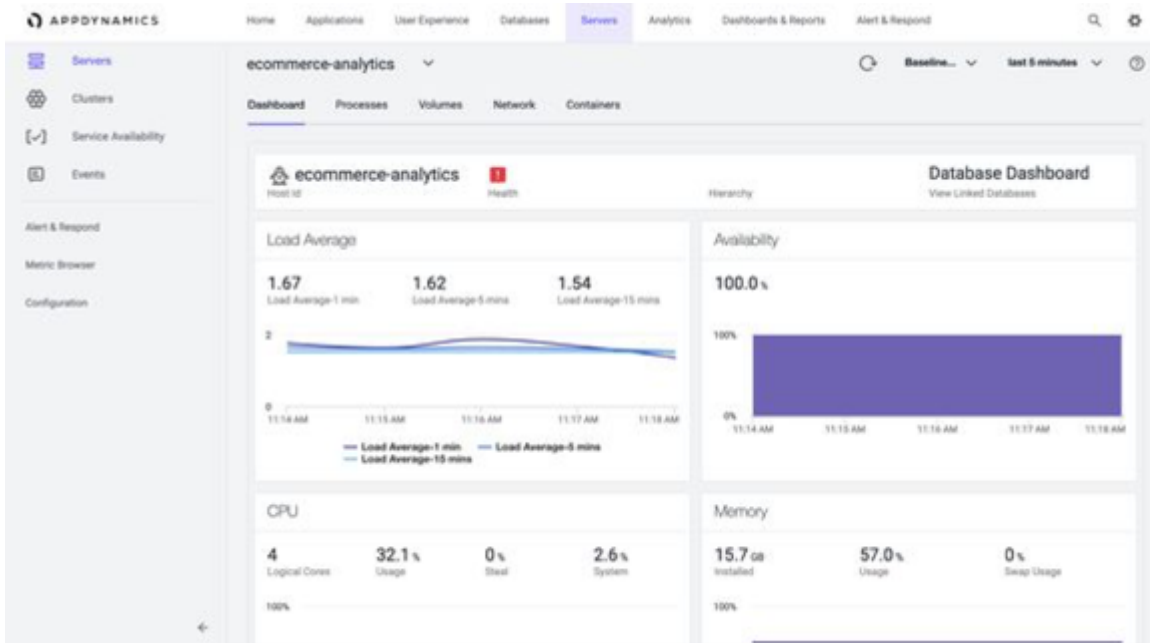 APPDYNAMICS
Home Applications User Experience Databases Servers Analytics Dashboards & Reports Alert & Respond
Servers
Clusters
Service Availability
Events
Alert & Respond
Metric Browser
Configuration
ecommerce-analytics
Baseline... last 5 minutes
Dashboard Processes Volumes Network Containers
ecommerce-analytics
Host Id
!
Health
Hierarchy
Database Dashboard
View Linked Databases
Load Average
1.67 1.62 1.54
Load Average-1 min Load Average-5 mins Load Average-15 mins
2
0
11:14 AM 11:15 AM 11:16 AM 11:17 AM 11:18 AM
Load Average-1 min Load Average-5 mins
Load Average-15 mins
Availability
100.0 %
100%
0%
11:14 AM 11:15 AM 11:16 AM 11:17 AM 11:18 AM
CPU
4 32.1 % 0 % 2.6 %
Logical Cores Usage Steal System
100%
Memory
15.7 GB 57.0 % 0 %
Installed Usage Swap Usage
100%